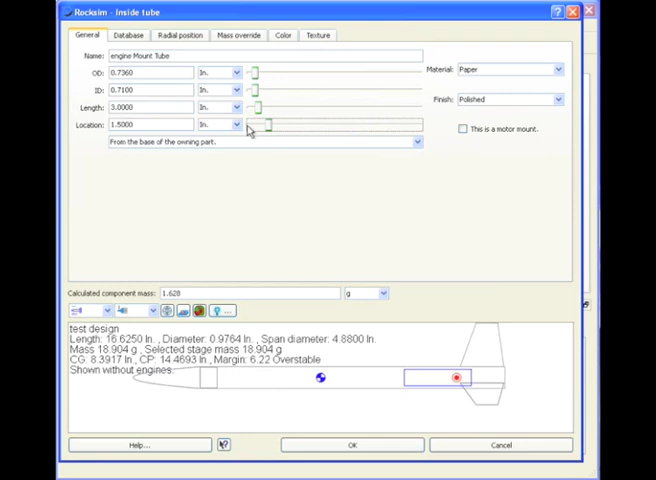 Rocksim - Inside tube
General Database Radial position Mass override Color Texture
Name: engine Mount Tube
OD: 0.7360 In.
Material: Paper
ID: 0.7100 In.
Length: 3.0000 In.
Finish: Polished
Location: 1.5000 In.
This is a motor mount.
From the base of the owning part.
Calculated component mass: 1.628 g
test design
Length: 16.6250 In. , Diameter: 0.9764 In. , Span diameter: 4.8800 In.
Mass 18.904 g , Selected stage mass 18.904 g
CG: 8.3917 In., CP: 14.4693 In., Margin: 6.22 Overstable
Shown without engines.
Help... OK Cancel